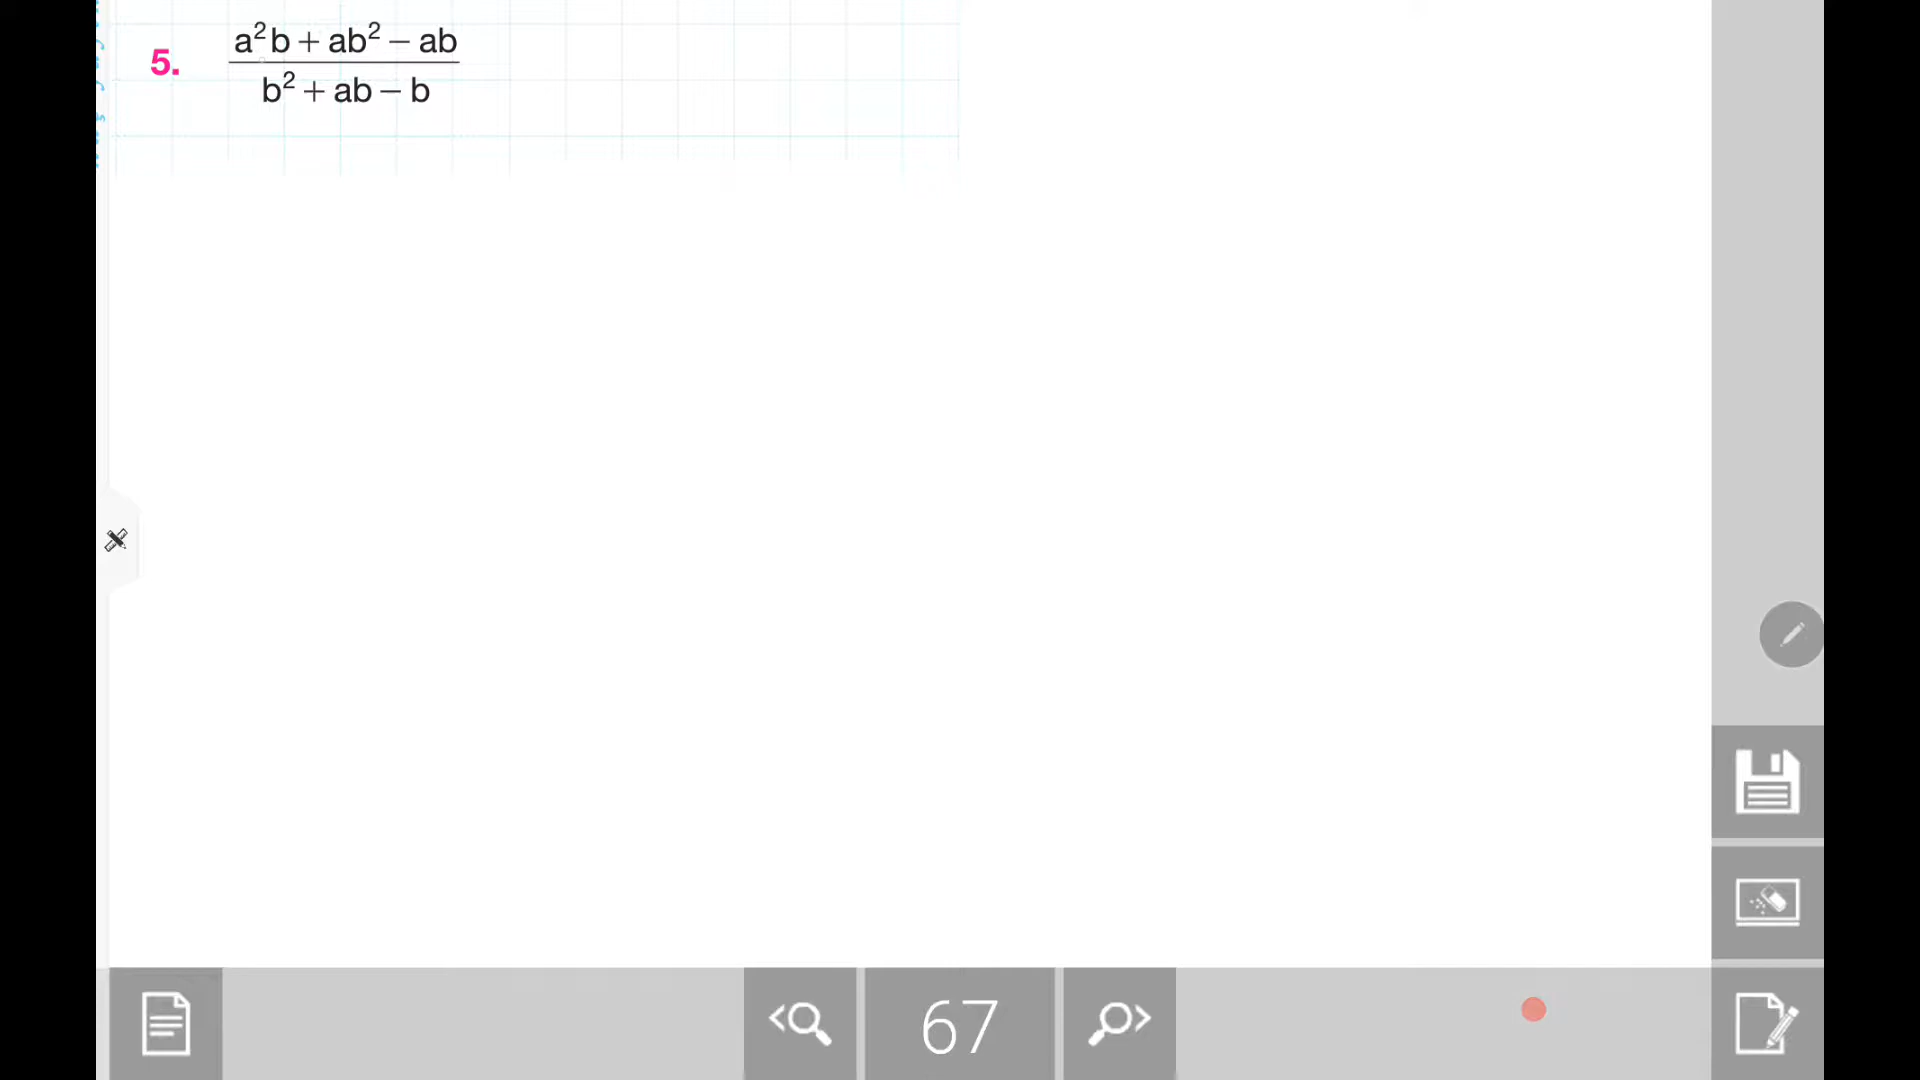 5. a²b + ab² − ab
b² + ab − b
67